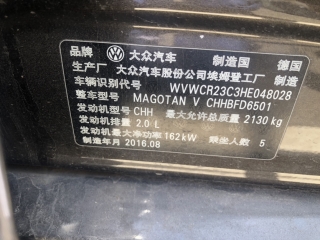 品牌 大众汽车 制造国 德国
生产厂 大众汽车股份公司埃姆登工厂
车辆识别代号 WVWCR23C3HE048028
整车型号 MAGOTAN V CHHBFD6501
发动机型号 CHH 最大允许总质量 2130 kg
发动机排量 2.0 L
发动机最大净功率 162kW 乘坐人数 5
制造年月 2016.08